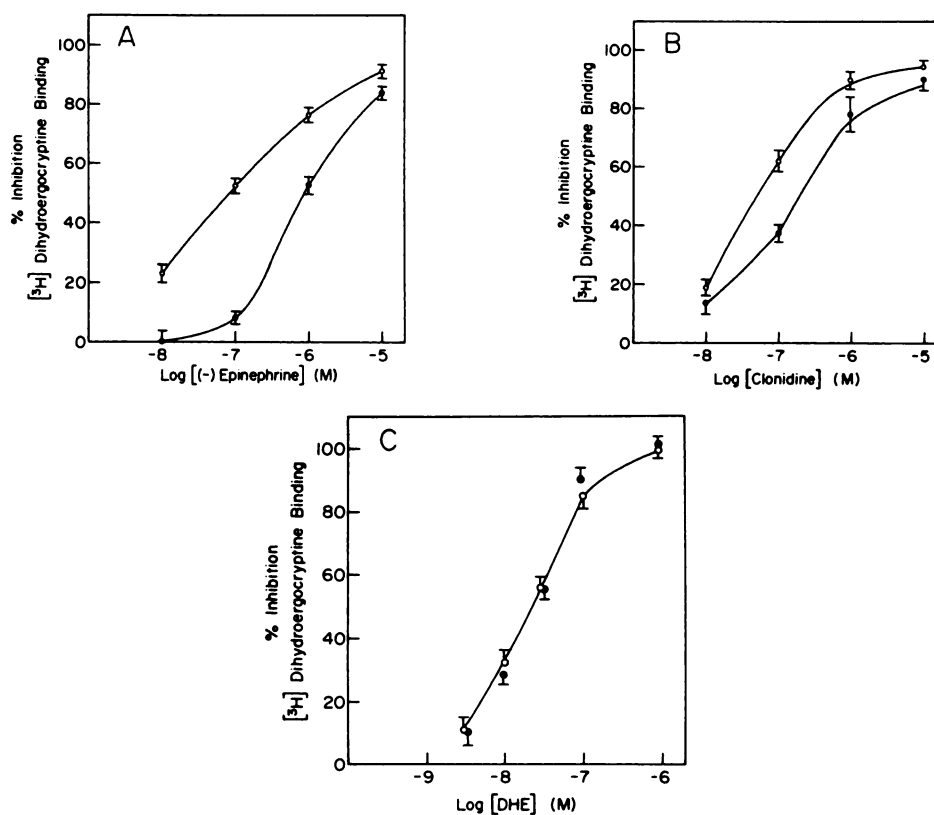 A
% Inhibition
[³H] Dihydroergocryptine Binding
100
80
60
40
20
0
-8
-7
-6
-5
Log [(-) Epinephrine] (M)
B
% Inhibition
[³H] Dihydroergocryptine Binding
100
80
60
40
20
0
-8
-7
-6
-5
Log [Clonidine] (M)
C
% Inhibition
[³H] Dihydroergocryptine Binding
100
80
60
40
20
0
-9
-8
-7
-6
Log [DHE] (M)